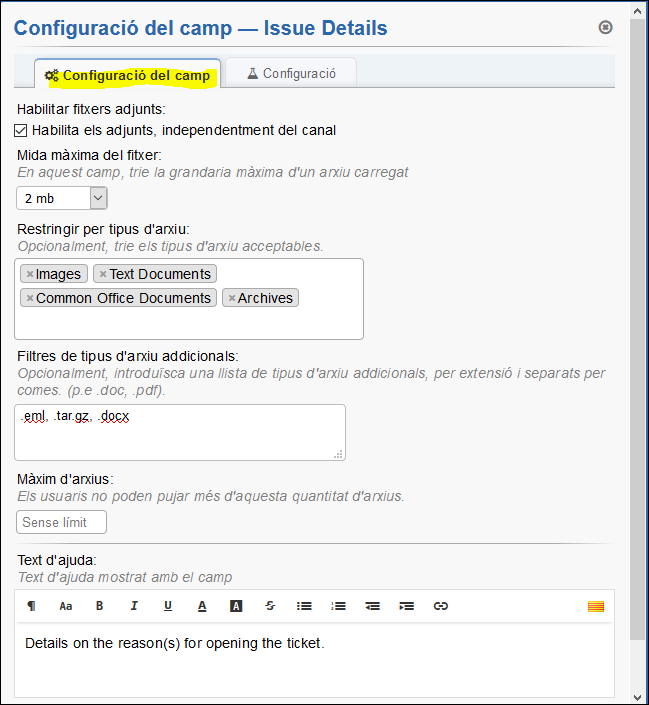 Configuració del camp — Issue Details
Configuració del camp
Configuració
Habilitar fitxers adjunts:
Habilita els adjunts, independentment del canal
Mida màxima del fitxer:
En aquest camp, trie la grandaria màxima d'un arxiu carregat
2 mb
Restringir per tipus d'arxiu:
Opcionalment, trie els tipus d'arxiu acceptables.
×Images ×Text Documents
×Common Office Documents ×Archives
Filtres de tipus d'arxiu addicionals:
Opcionalment, introduïsca una llista de tipus d'arxiu addicionals, per extensió i separats per
comes. (p.e .doc, .pdf).
.eml, .tar.gz, .docx
Màxim d'arxius:
Els usuaris no poden pujar més d'aquesta quantitat d'arxius.
Sense límit
Text d'ajuda:
Text d'ajuda mostrat amb el camp
¶ Aa B I U A A S
Details on the reason(s) for opening the ticket.